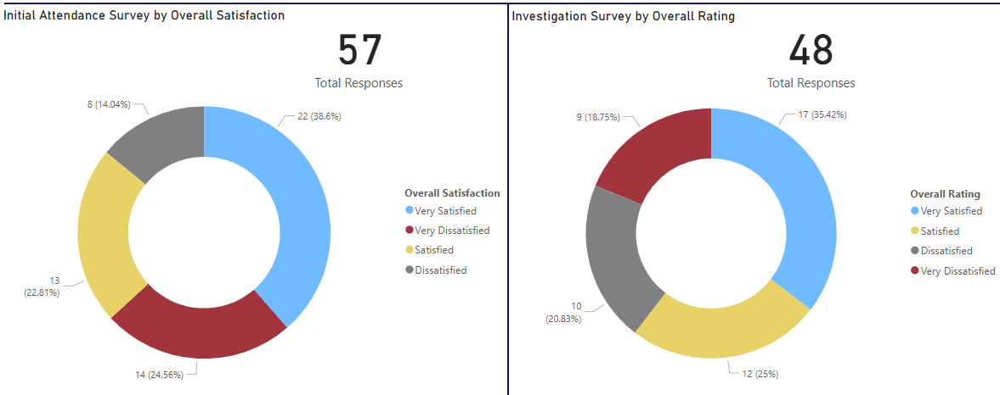 Initial Attendance Survey by Overall Satisfaction
57
Total Responses
8 (14.04%)
22 (38.6%)
13
(22.81%)
14 (24.56%)
Overall Satisfaction
Very Satisfied
Very Dissatisfied
Satisfied
Dissatisfied
Investigation Survey by Overall Rating
48
Total Responses
9 (18.75%)
17 (35.42%)
10
(20.83%)
12 (25%)
Overall Rating
Very Satisfied
Satisfied
Dissatisfied
Very Dissatisfied